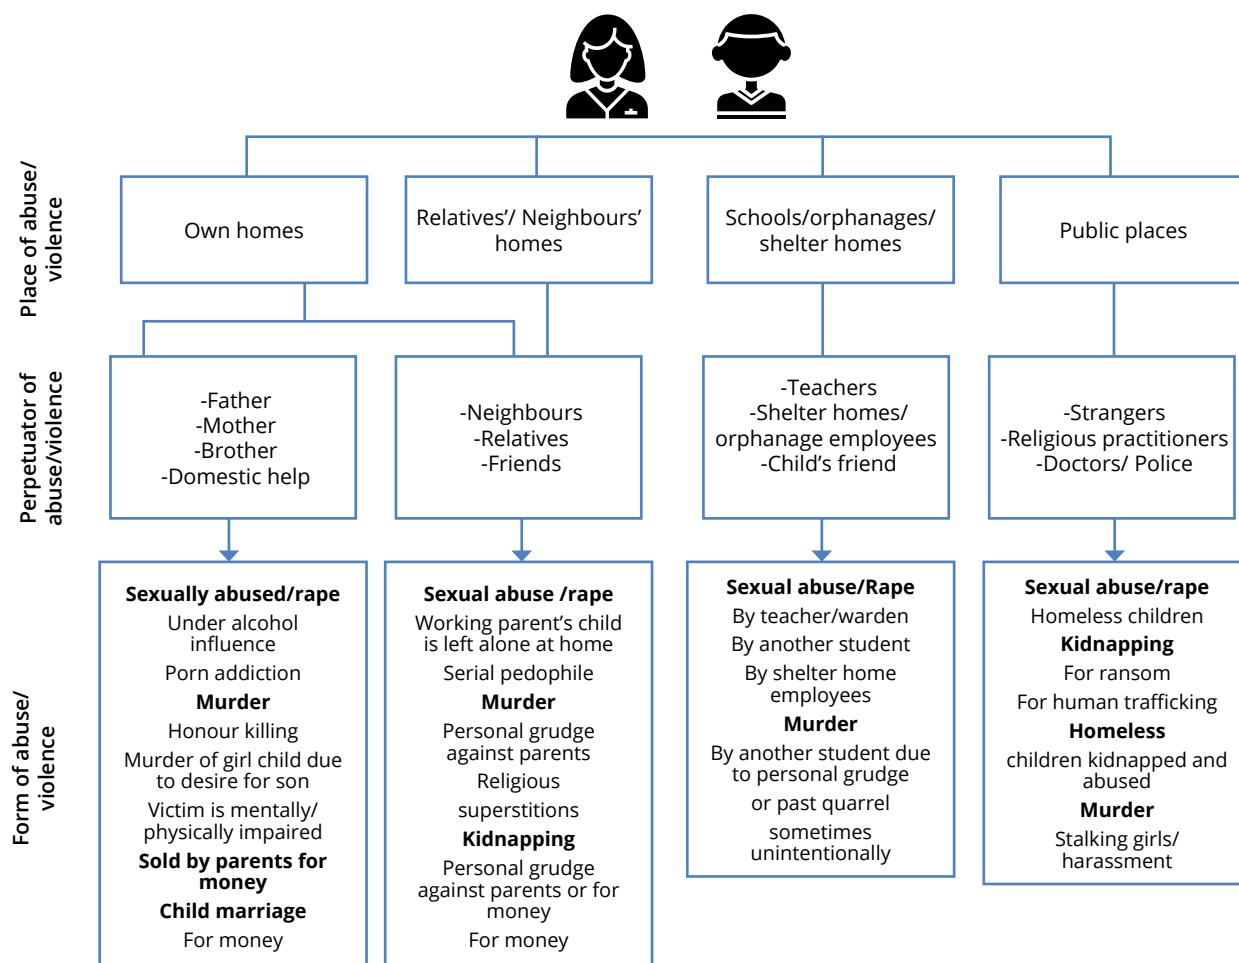 Place of abuse/
violence
Own homes
Relatives’/ Neighbours’
homes
Schools/orphanages/
shelter homes
Public places
Perpetuator of
abuse/violence
-Father
-Mother
-Brother
-Domestic help
-Neighbours
-Relatives
-Friends
-Teachers
-Shelter homes/
orphanage employees
-Child’s friend
-Strangers
-Religious practitioners
-Doctors/ Police
Form of abuse/
violence
Sexually abused/rape
Under alcohol
influence
Porn addiction
Murder
Honour killing
Murder of girl child due
to desire for son
Victim is mentally/
physically impaired
Sold by parents for
money
Child marriage
For money
Sexual abuse /rape
Working parent’s child
is left alone at home
Serial pedophile
Murder
Personal grudge
against parents
Religious
superstitions
Kidnapping
Personal grudge
against parents or for
money
For money
Sexual abuse/Rape
By teacher/warden
By another student
By shelter home
employees
Murder
By another student due
to personal grudge
or past quarrel
sometimes
unintentionally
Sexual abuse/rape
Homeless children
Kidnapping
For ransom
For human trafficking
Homeless
children kidnapped and
abused
Murder
Stalking girls/
harassment